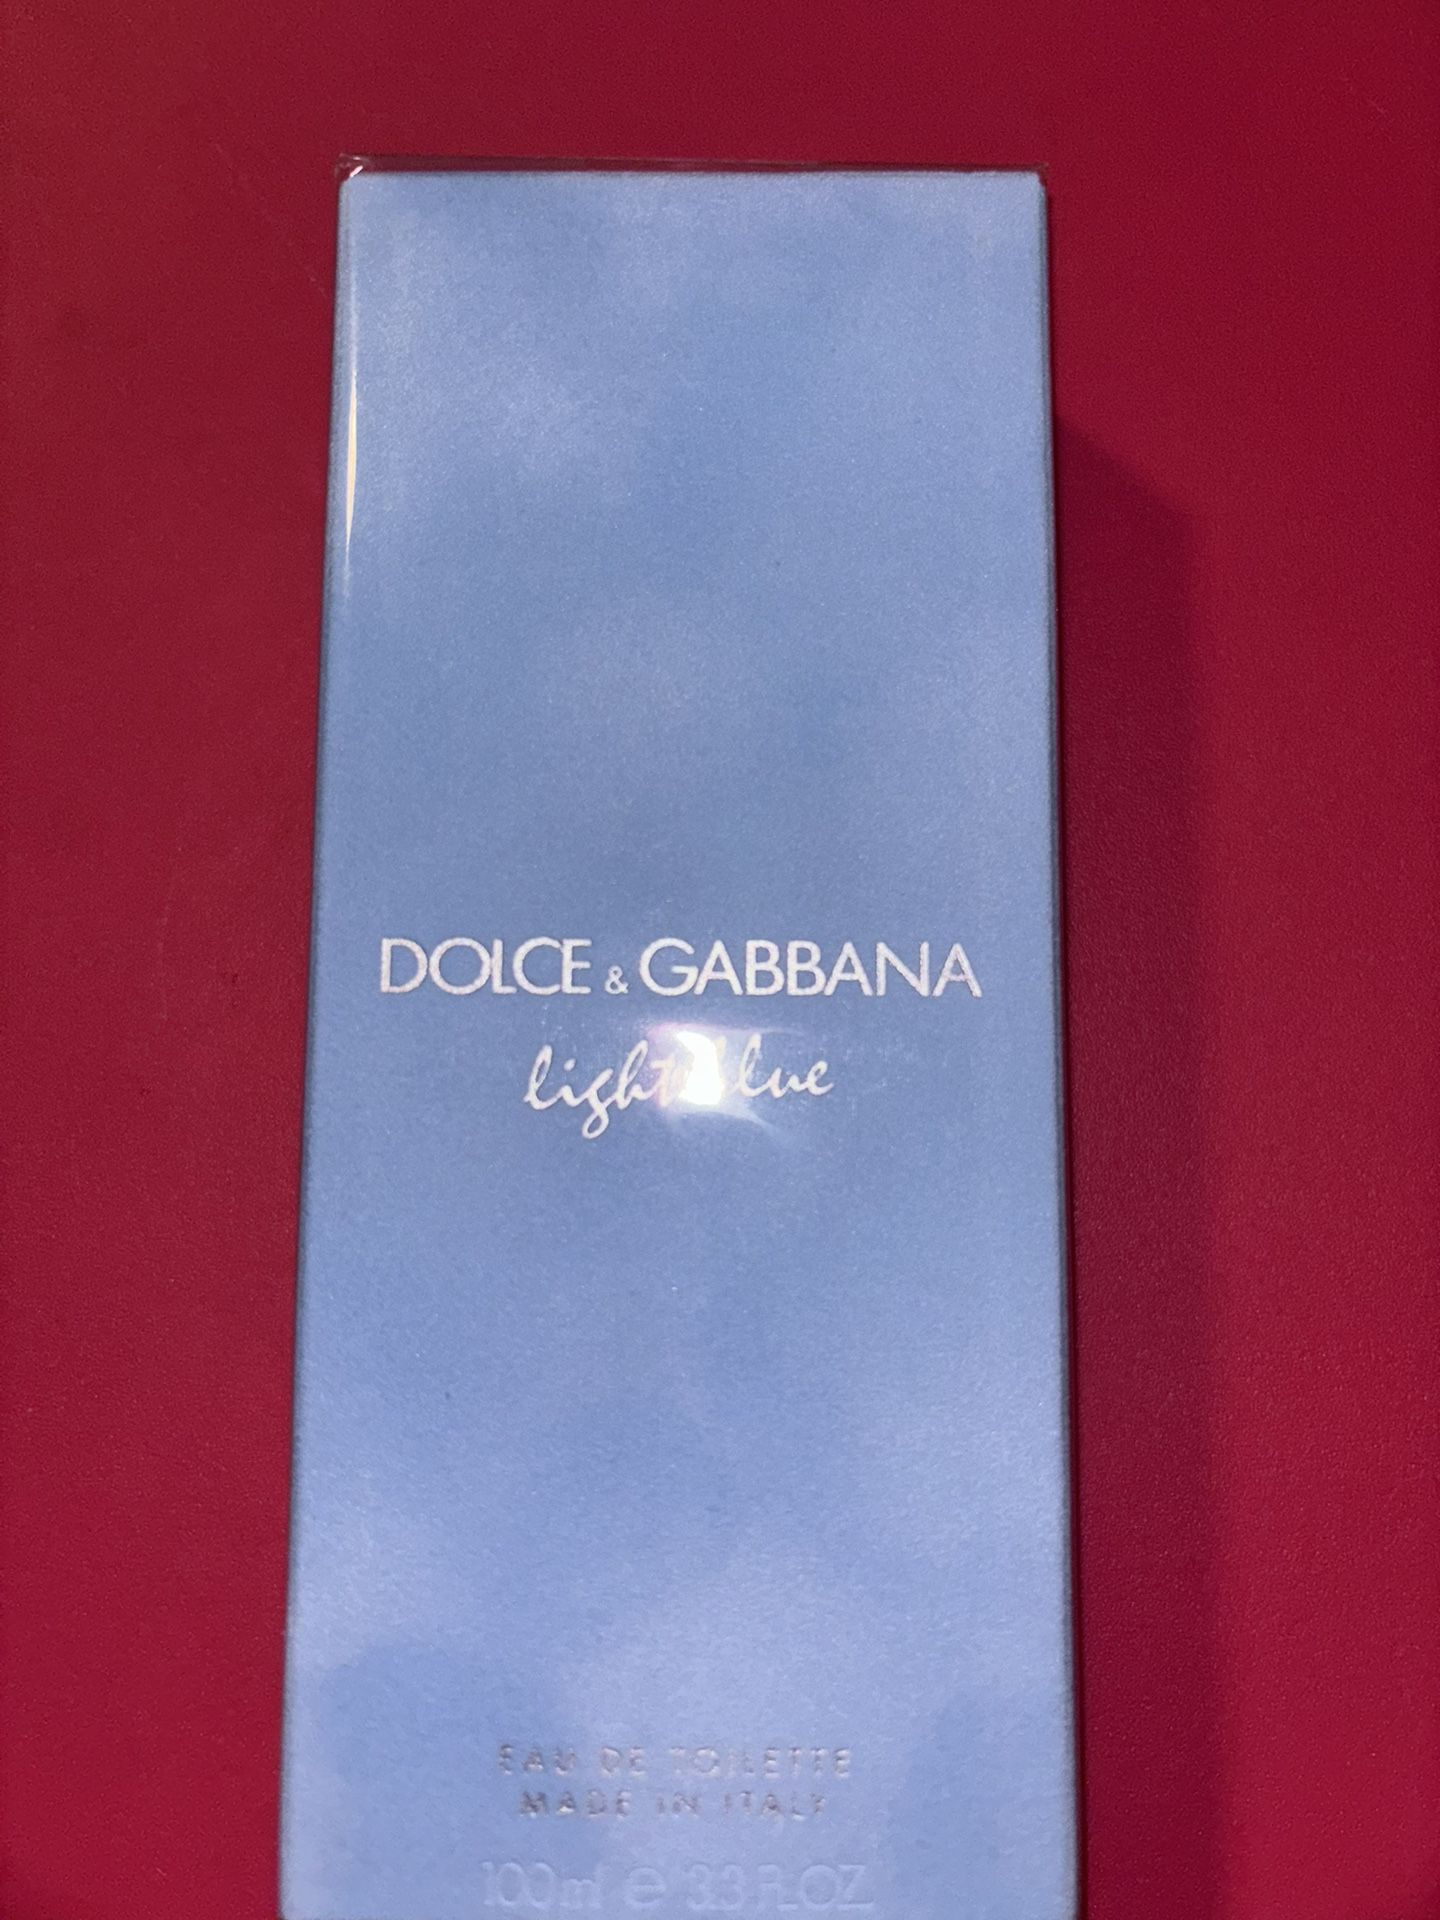 DOLCE & GABBANA
light blue
EAU DE TOILETTE
MADE IN ITALY
100ml e 3.3 FL.OZ